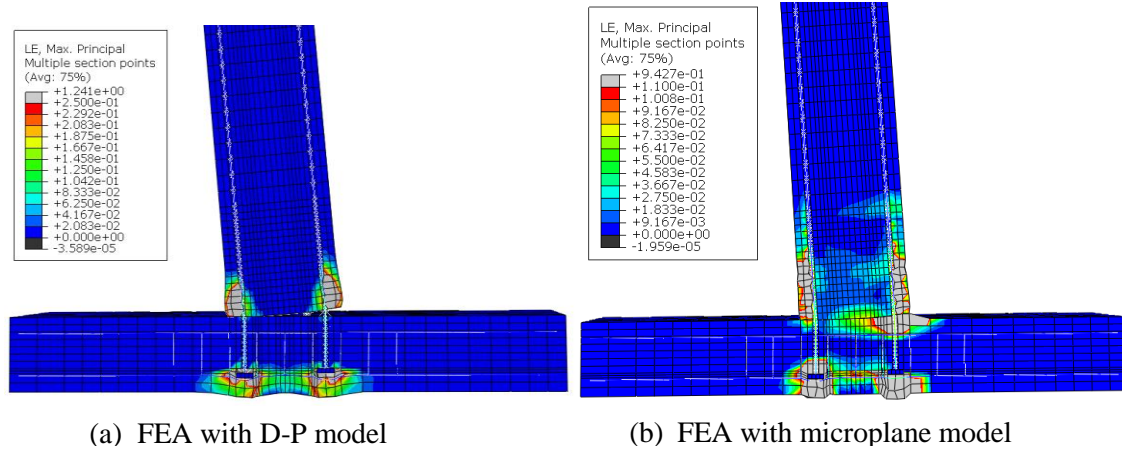 LE, Max. Principal
Multiple section points
(Avg: 75%)
+1.241e+00
+2.500e-01
+2.292e-01
+2.083e-01
+1.875e-01
+1.667e-01
+1.458e-01
+1.250e-01
+1.042e-01
+8.333e-02
+6.250e-02
+4.167e-02
+2.083e-02
+0.000e+00
-3.589e-05
LE, Max. Principal
Multiple section points
(Avg: 75%)
+9.427e-01
+1.100e-01
+1.008e-01
+9.167e-02
+8.250e-02
+7.333e-02
+6.417e-02
+5.500e-02
+4.583e-02
+3.667e-02
+2.750e-02
+1.833e-02
+9.167e-03
+0.000e+00
-1.959e-05
(a) FEA with D-P model
(b) FEA with microplane model